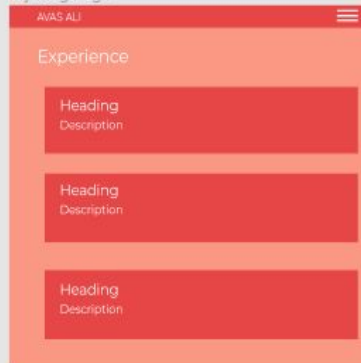 AVAS ALI
Experience
Heading
Description
Heading
Description
Heading
Description